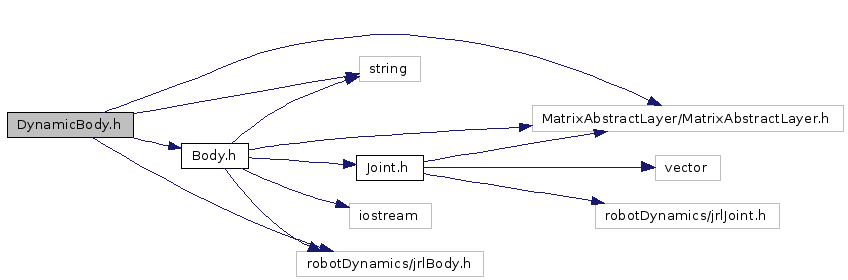 string
MatrixAbstractLayer/MatrixAbstractLayer.h
DynamicBody.h
Body.h
Joint.h
vector
iostream
robotDynamics/jrlJoint.h
robotDynamics/jrlBody.h